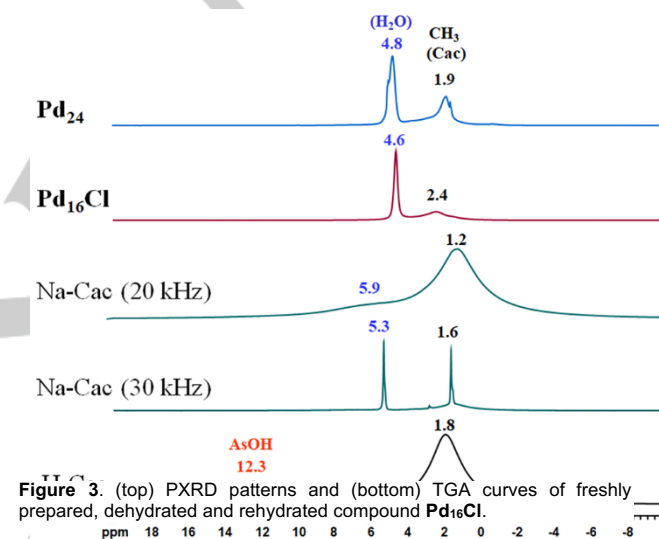 (H₂O)
4.8
CH₃
(Cac)
1.9
Pd₂₄
4.6
Pd₁₆Cl
2.4
1.2
Na-Cac (20 kHz)
5.9
5.3
1.6
Na-Cac (30 kHz)
1.8
AsOH
12.3
Figure 3. (top) PXRD patterns and (bottom) TGA curves of freshly
prepared, dehydrated and rehydrated compound Pd₁₆Cl.
ppm 18 16 14 12 10 8 6 4 2 0 -2 -4 -6 -8